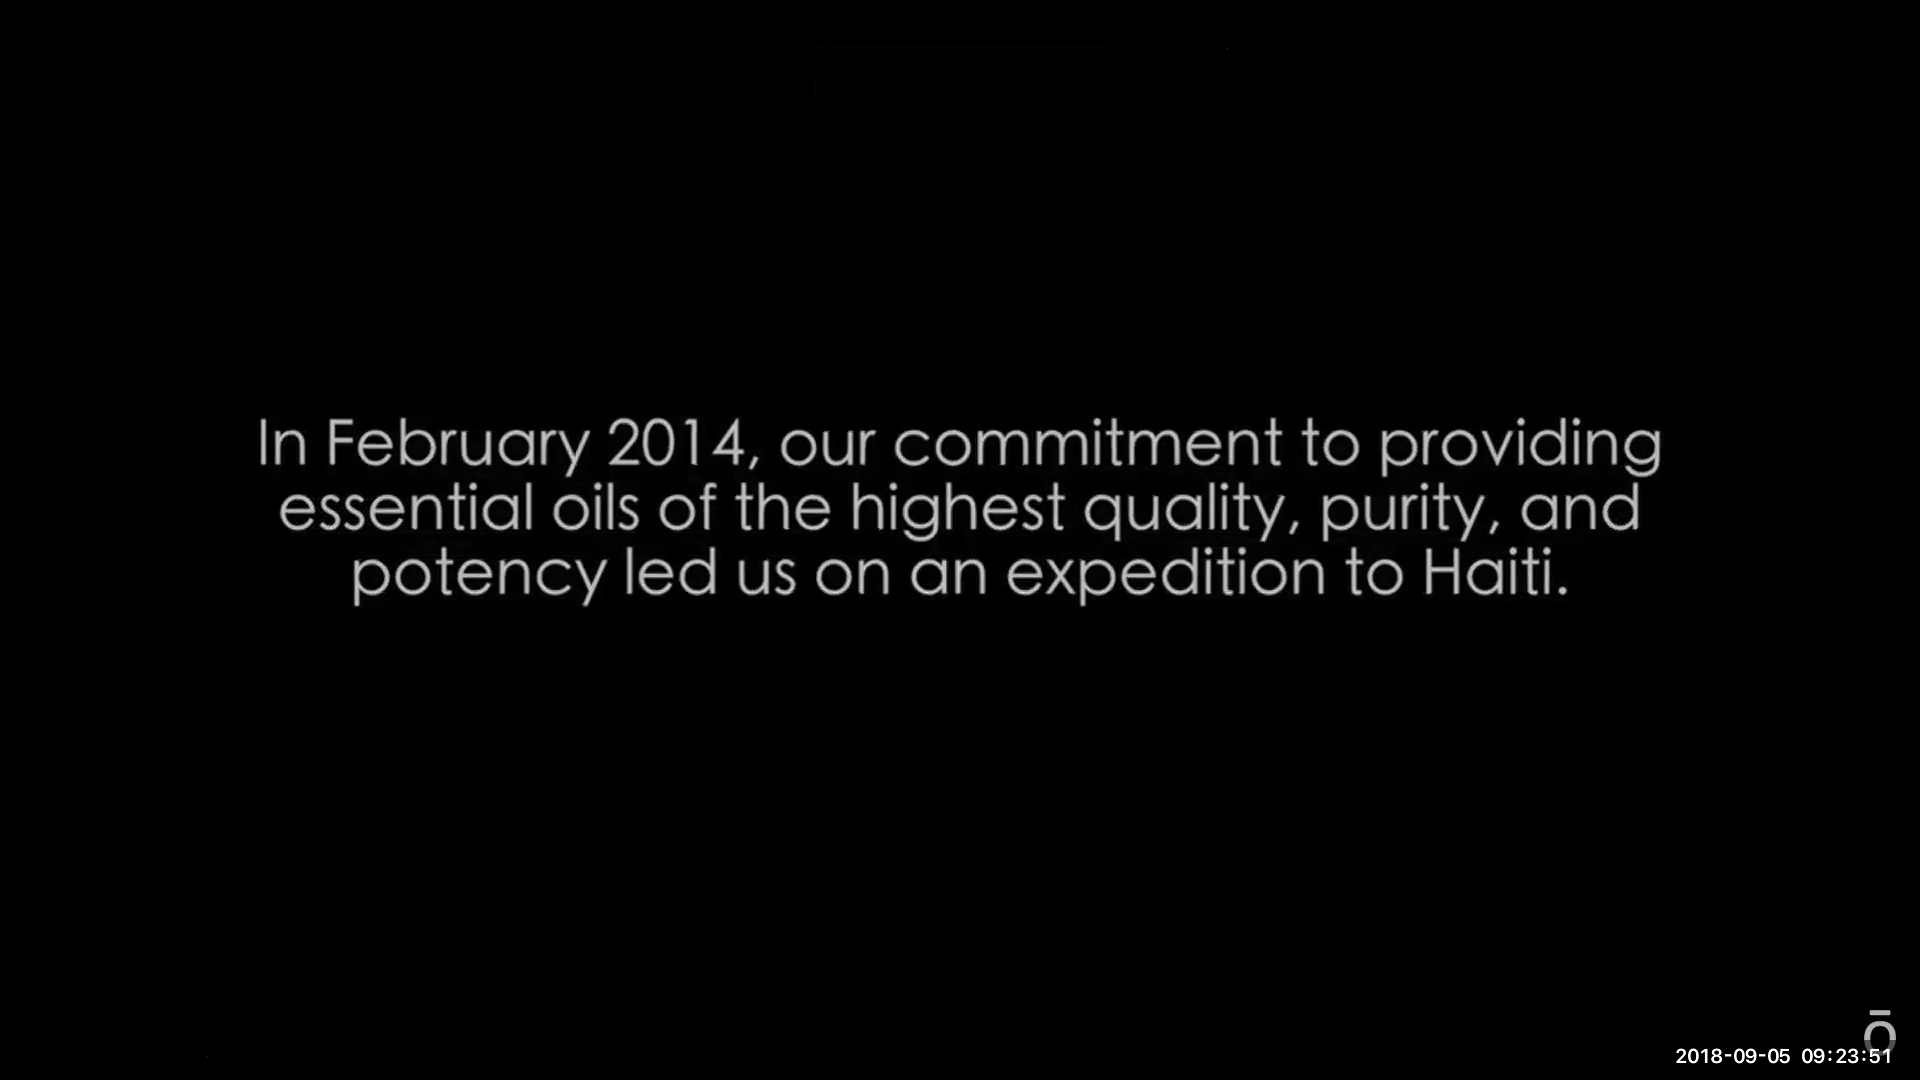 In February 2014, our commitment to providing
essential oils of the highest quality, purity, and
potency led us on an expedition to Haiti.
ō
2018-09-05 09:23:51